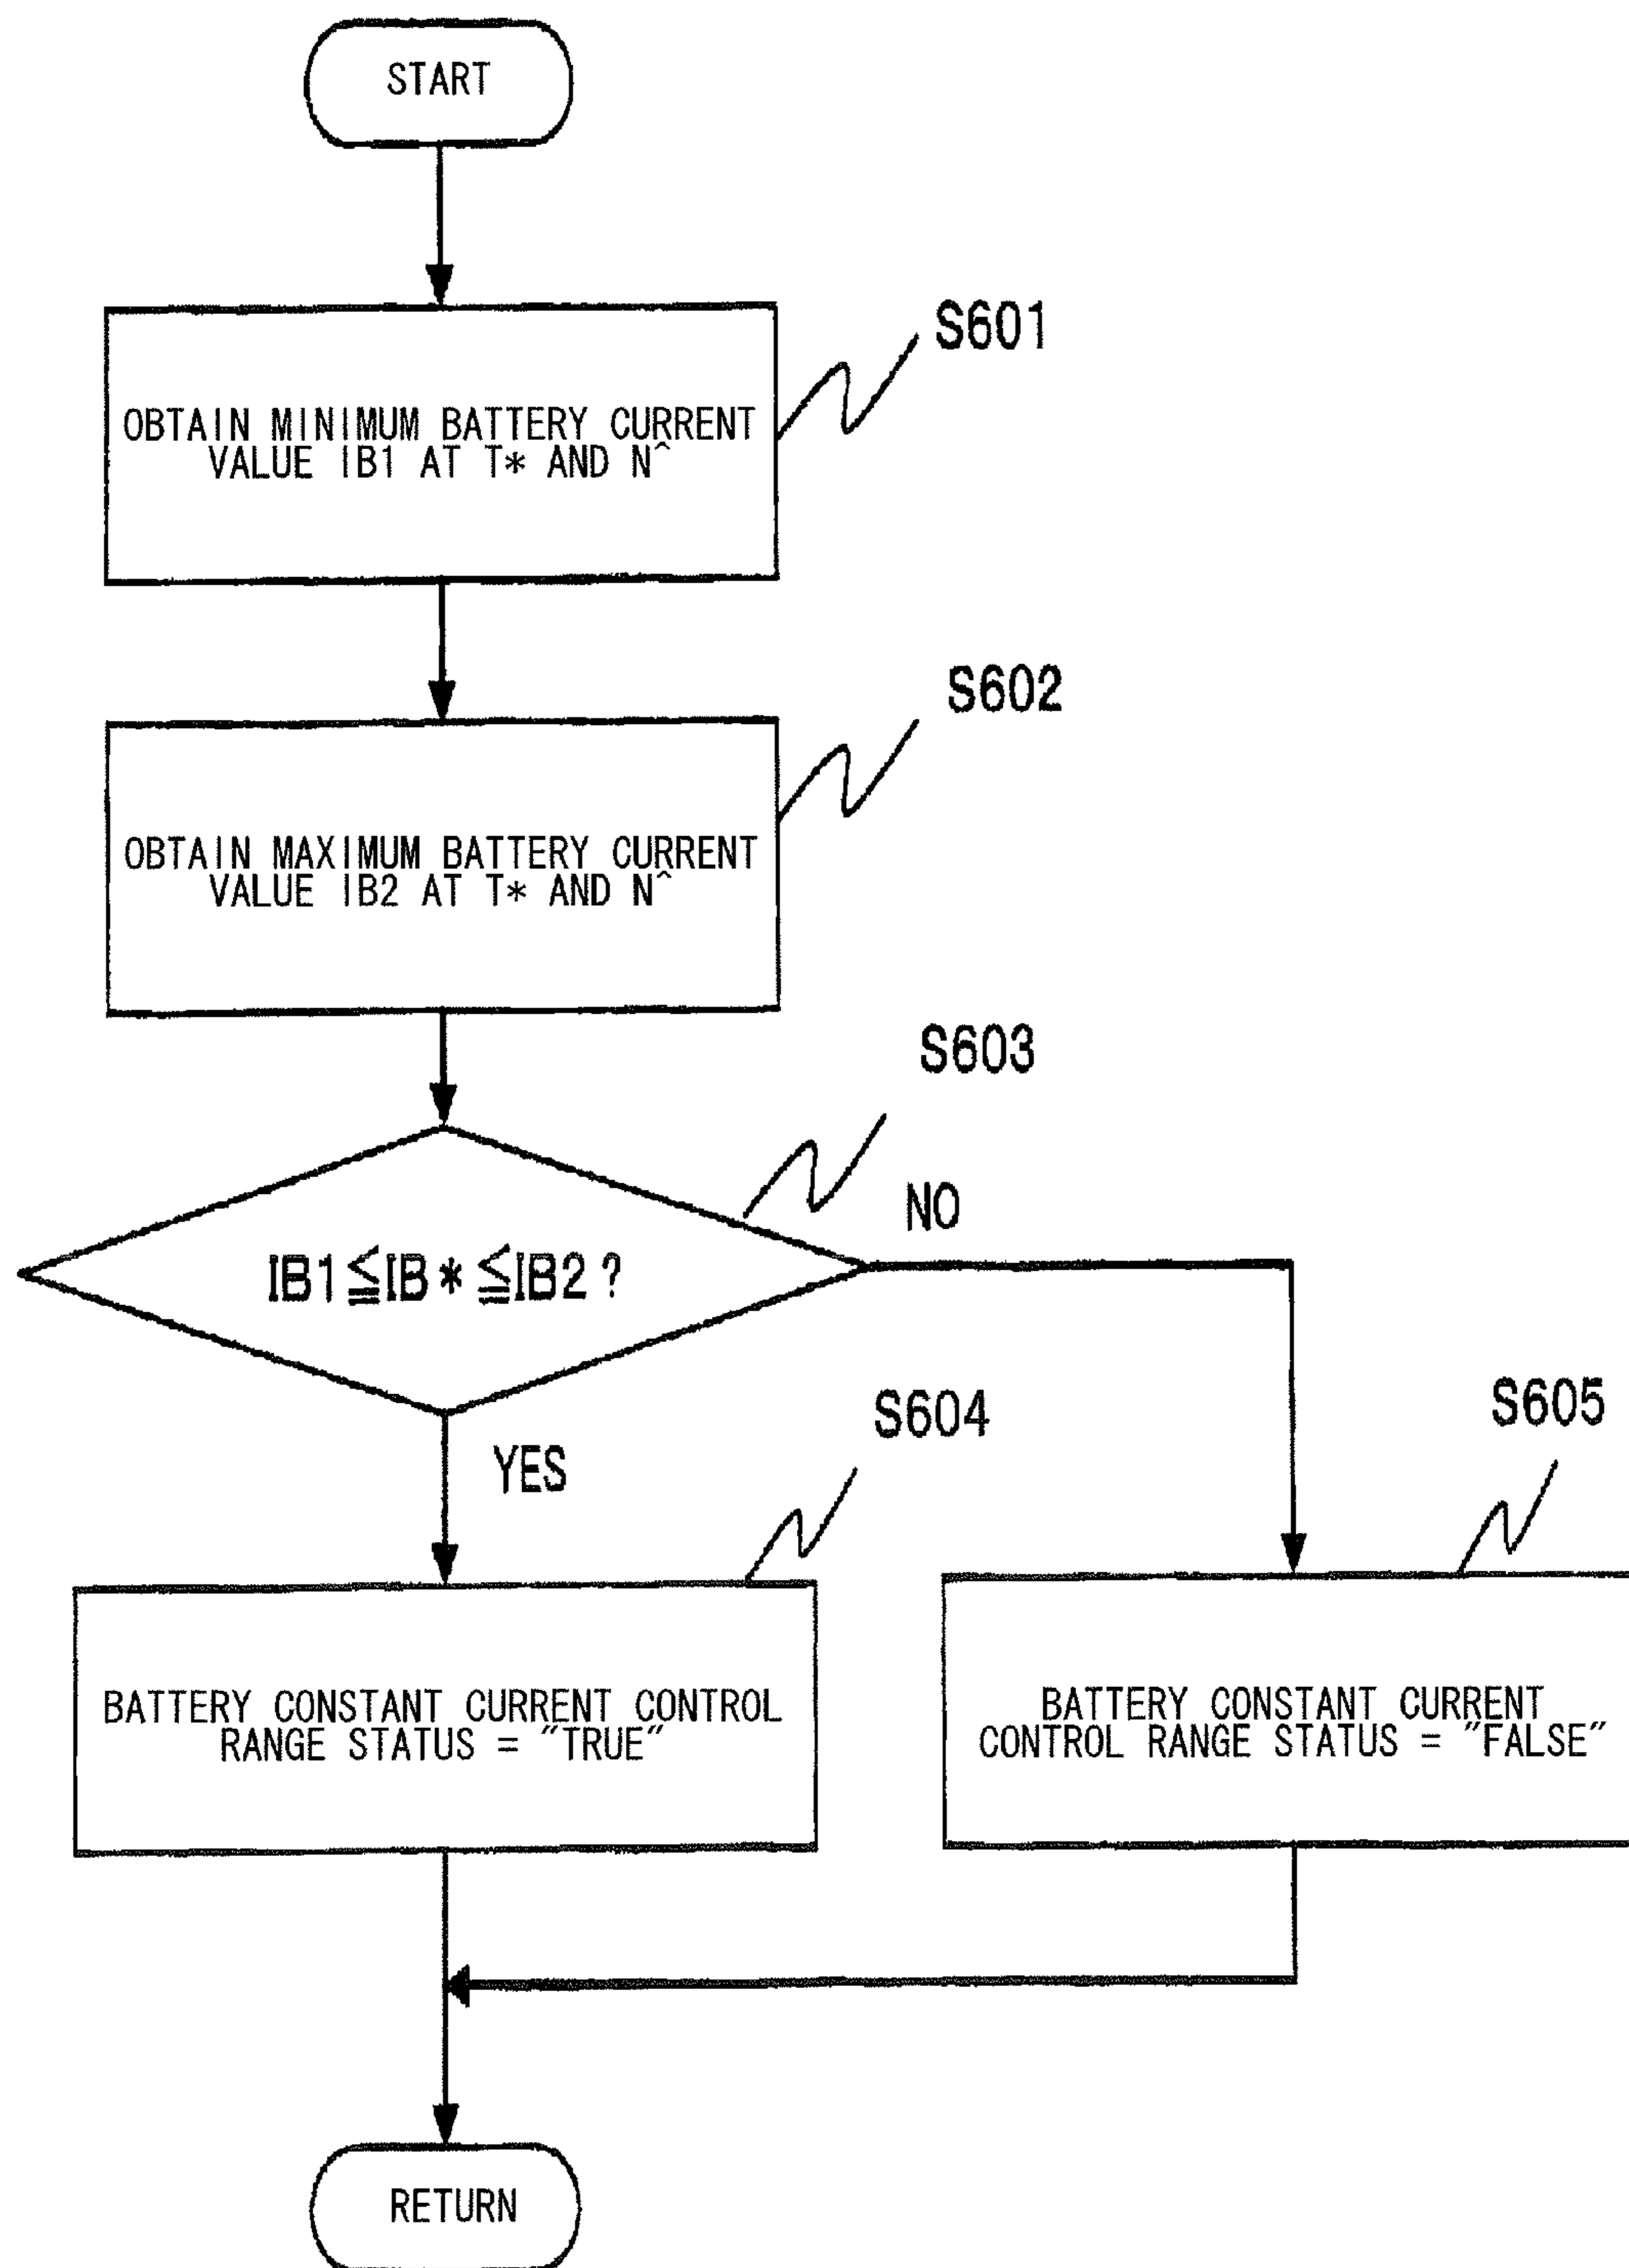 START
S601
OBTAIN MINIMUM BATTERY CURRENT
VALUE IB1 AT T* AND N^
S602
OBTAIN MAXIMUM BATTERY CURRENT
VALUE IB2 AT T* AND N^
S603
IB1≦IB*≦IB2?
NO
YES
S604
S605
BATTERY CONSTANT CURRENT CONTROL
RANGE STATUS = "TRUE"
BATTERY CONSTANT CURRENT
CONTROL RANGE STATUS = "FALSE"
RETURN